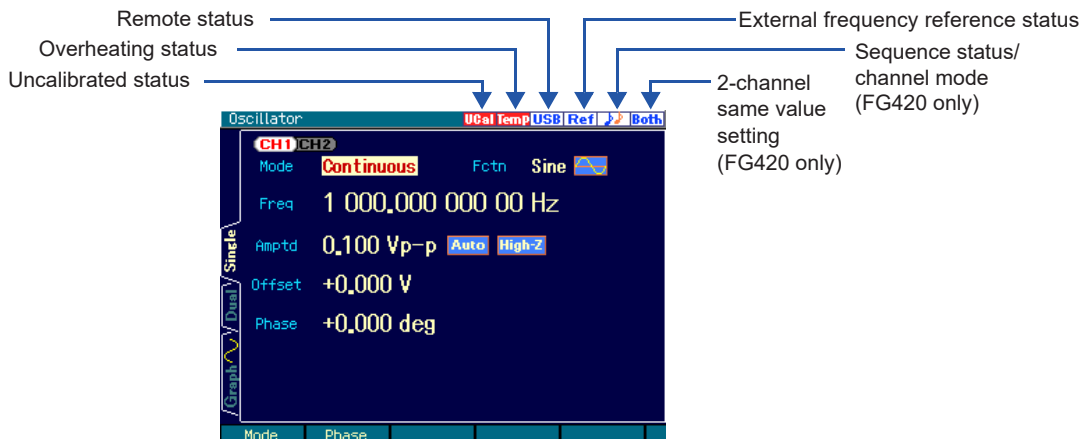 Remote status
External frequency reference status
Overheating status
Sequence status/
channel mode
(FG420 only)
Uncalibrated status
2-channel
same value
setting
(FG420 only)
Oscillator UCal Temp USB Ref Both
CH1 CH2
Mode Continuous Fctn Sine
Freq 1 000.000 000 00 Hz
Amptd 0.100 Vp-p Auto High-Z
Offset +0.000 V
Phase +0.000 deg
Single
Dual
Graph
Mode Phase